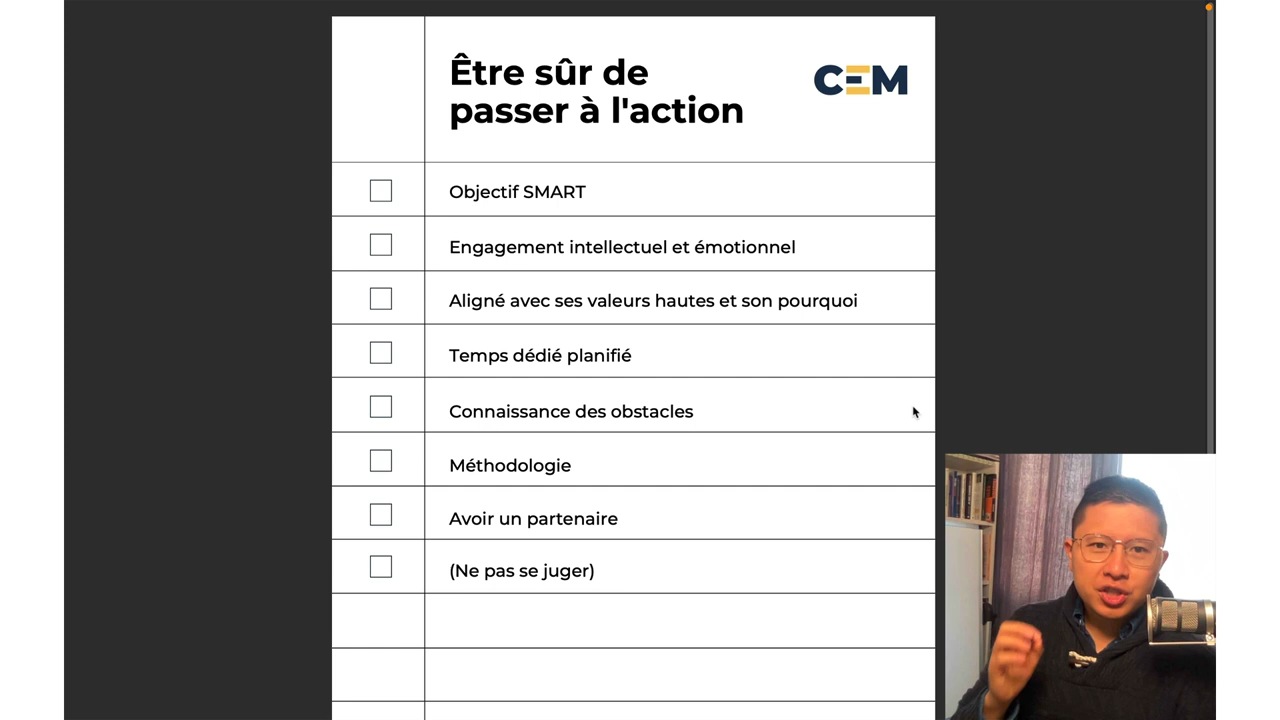 Être sûr de
passer à l'action
CEM
Objectif SMART
Engagement intellectuel et émotionnel
Aligné avec ses valeurs hautes et son pourquoi
Temps dédié planifié
Connaissance des obstacles
Méthodologie
Avoir un partenaire
(Ne pas se juger)